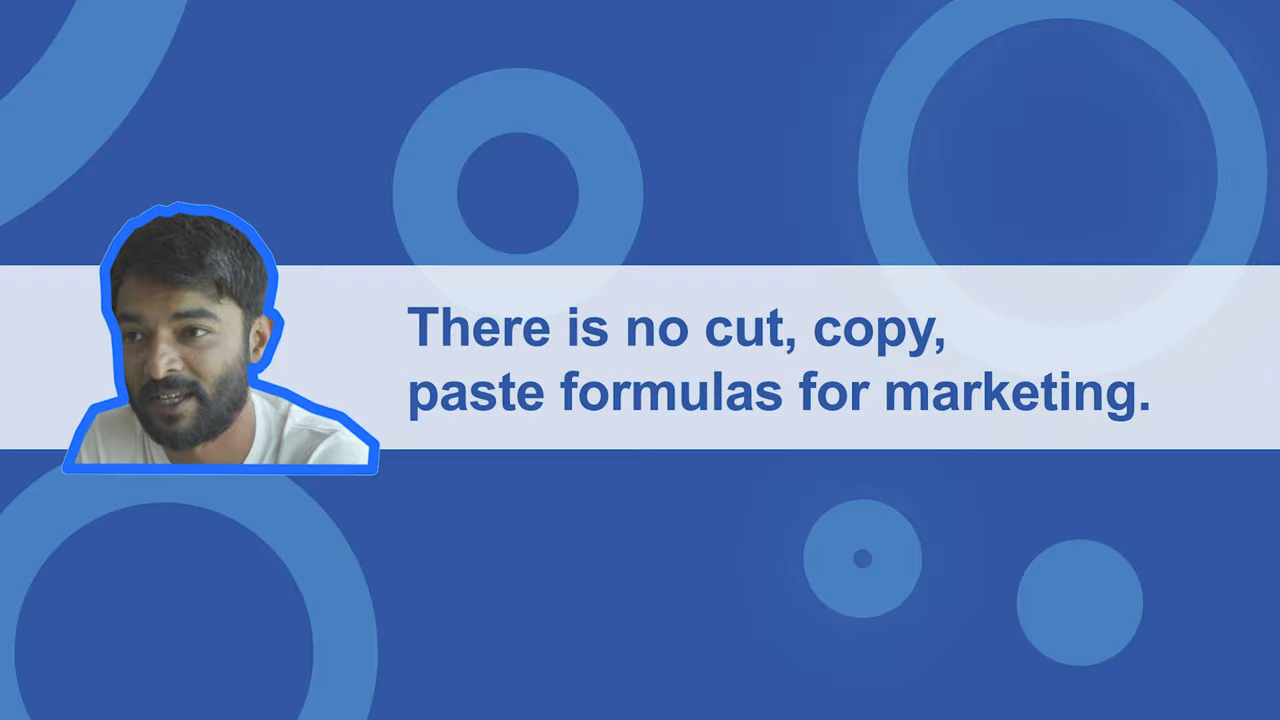 There is no cut, copy,
paste formulas for marketing.